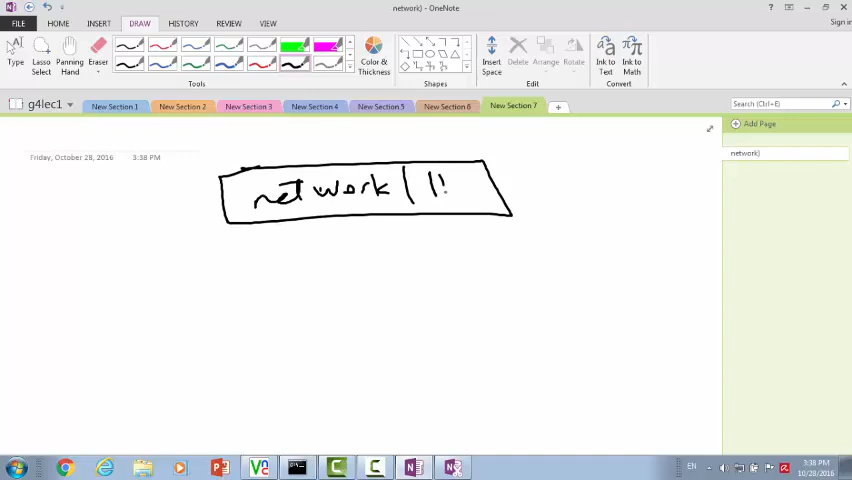 network) - OneNote
FILE HOME INSERT DRAW HISTORY REVIEW VIEW
Sign in
Type Lasso Select Panning Hand Eraser
Color & Thickness
Insert Space Delete Arrange Rotate
Ink to Text Ink to Math
Tools Shapes Edit Convert
g4lec1 New Section 1 New Section 2 New Section 3 New Section 4 New Section 5 New Section 6 New Section 7
Search (Ctrl+E)
Add Page
network)
Friday, October 28, 2016 3:38 PM
network
EN 3:38 PM
10/28/2016